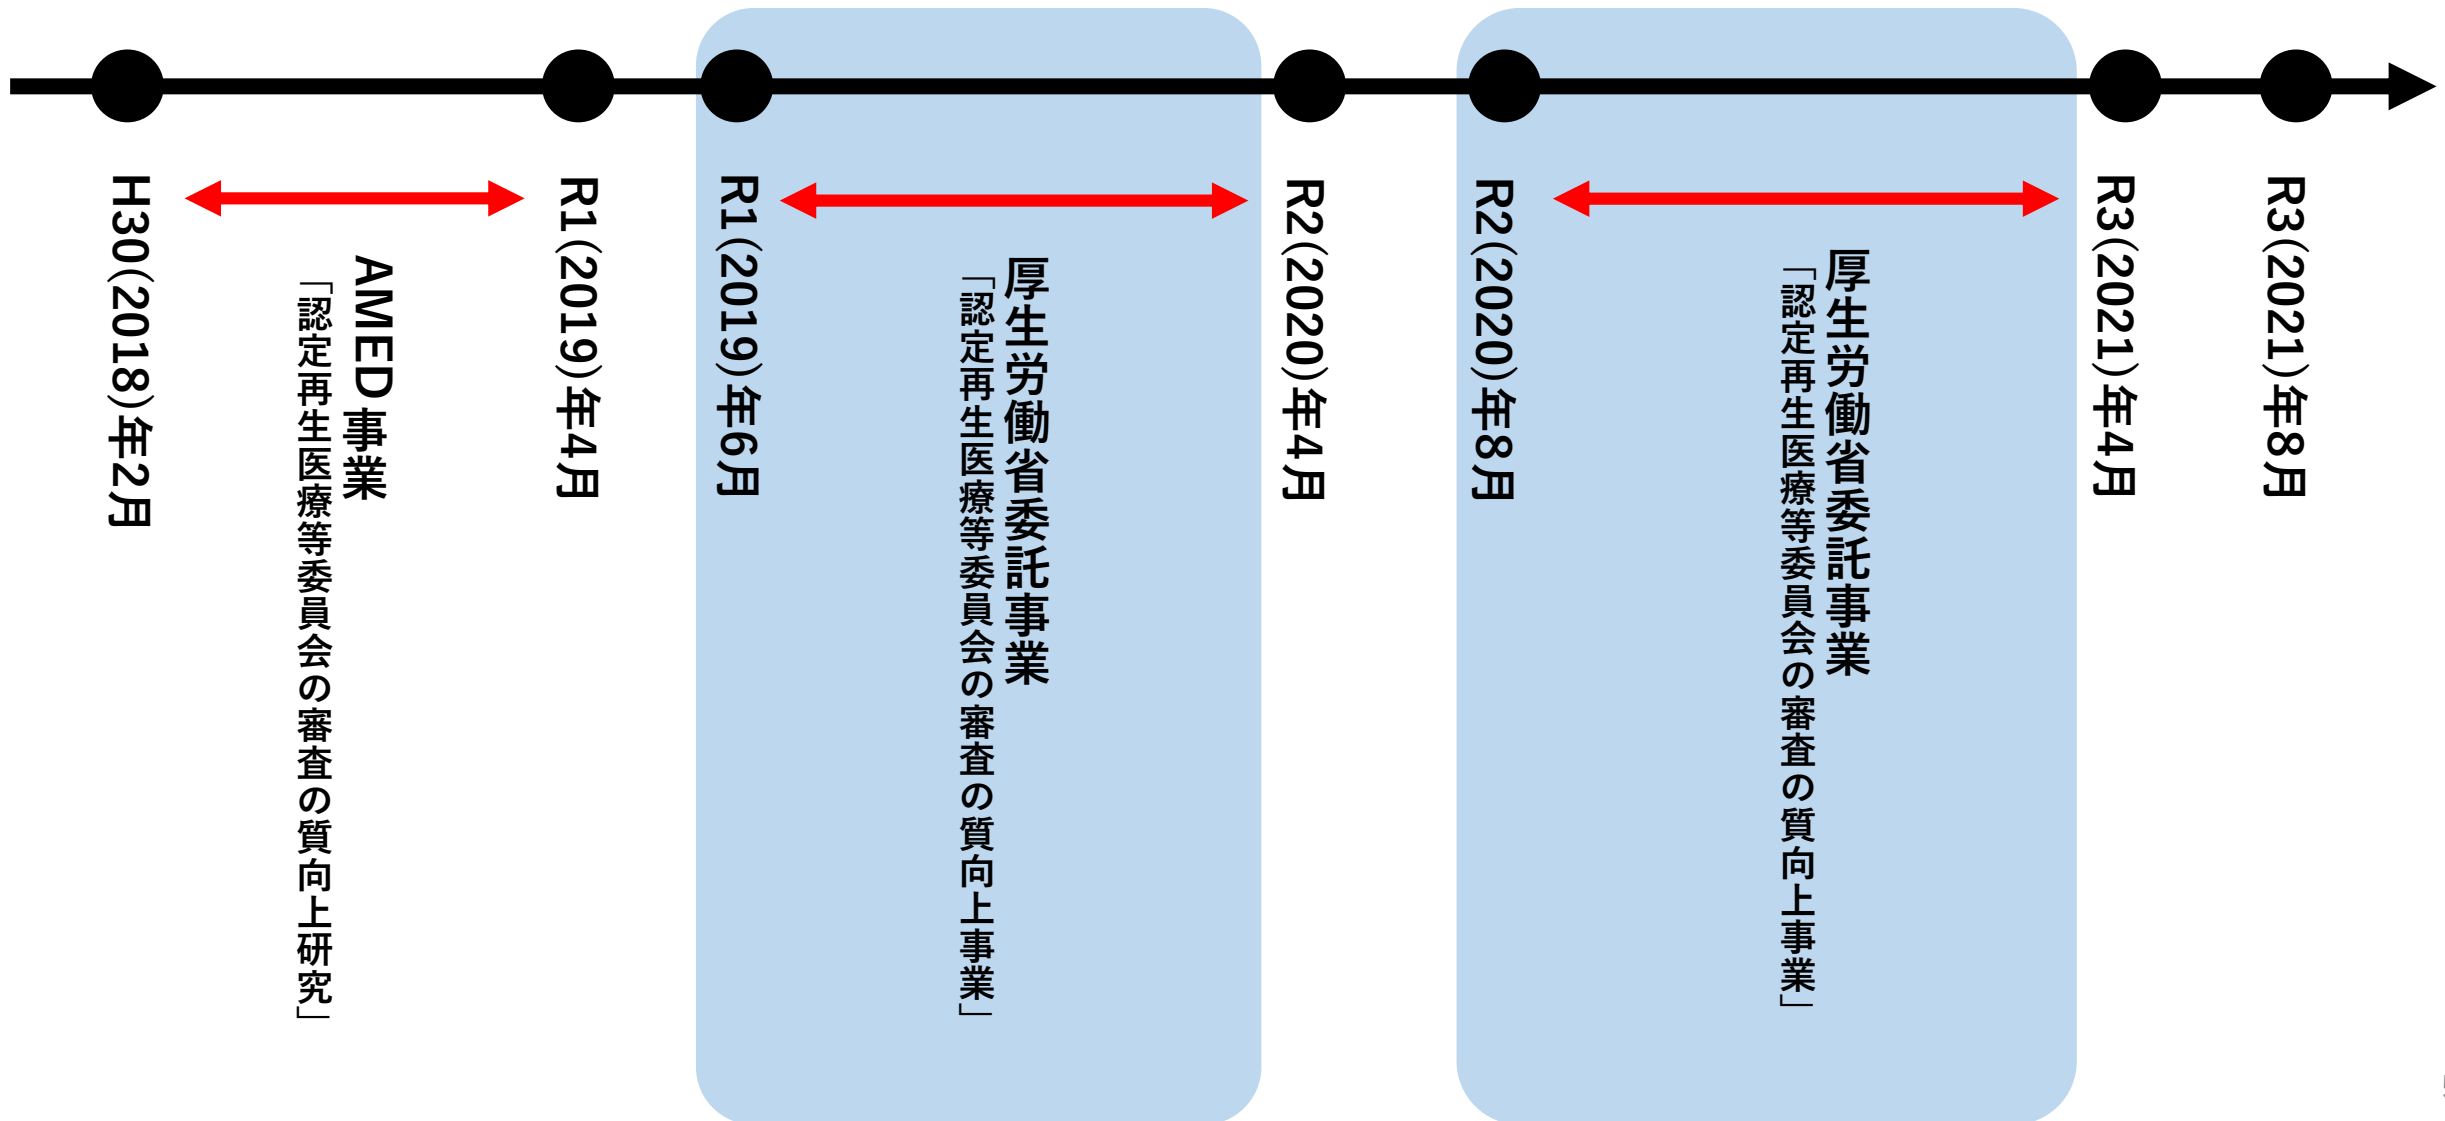 H30(2018)年2月
AMED事業
「認定再生医療等委員会の審査の質向上研究」
R1(2019)年4月
R1(2019)年6月
厚生労働省委託事業
「認定再生医療等委員会の審査の質向上事業」
R2(2020)年4月
R2(2020)年8月
厚生労働省委託事業
「認定再生医療等委員会の審査の質向上事業」
R3(2021)年4月
R3(2021)年8月